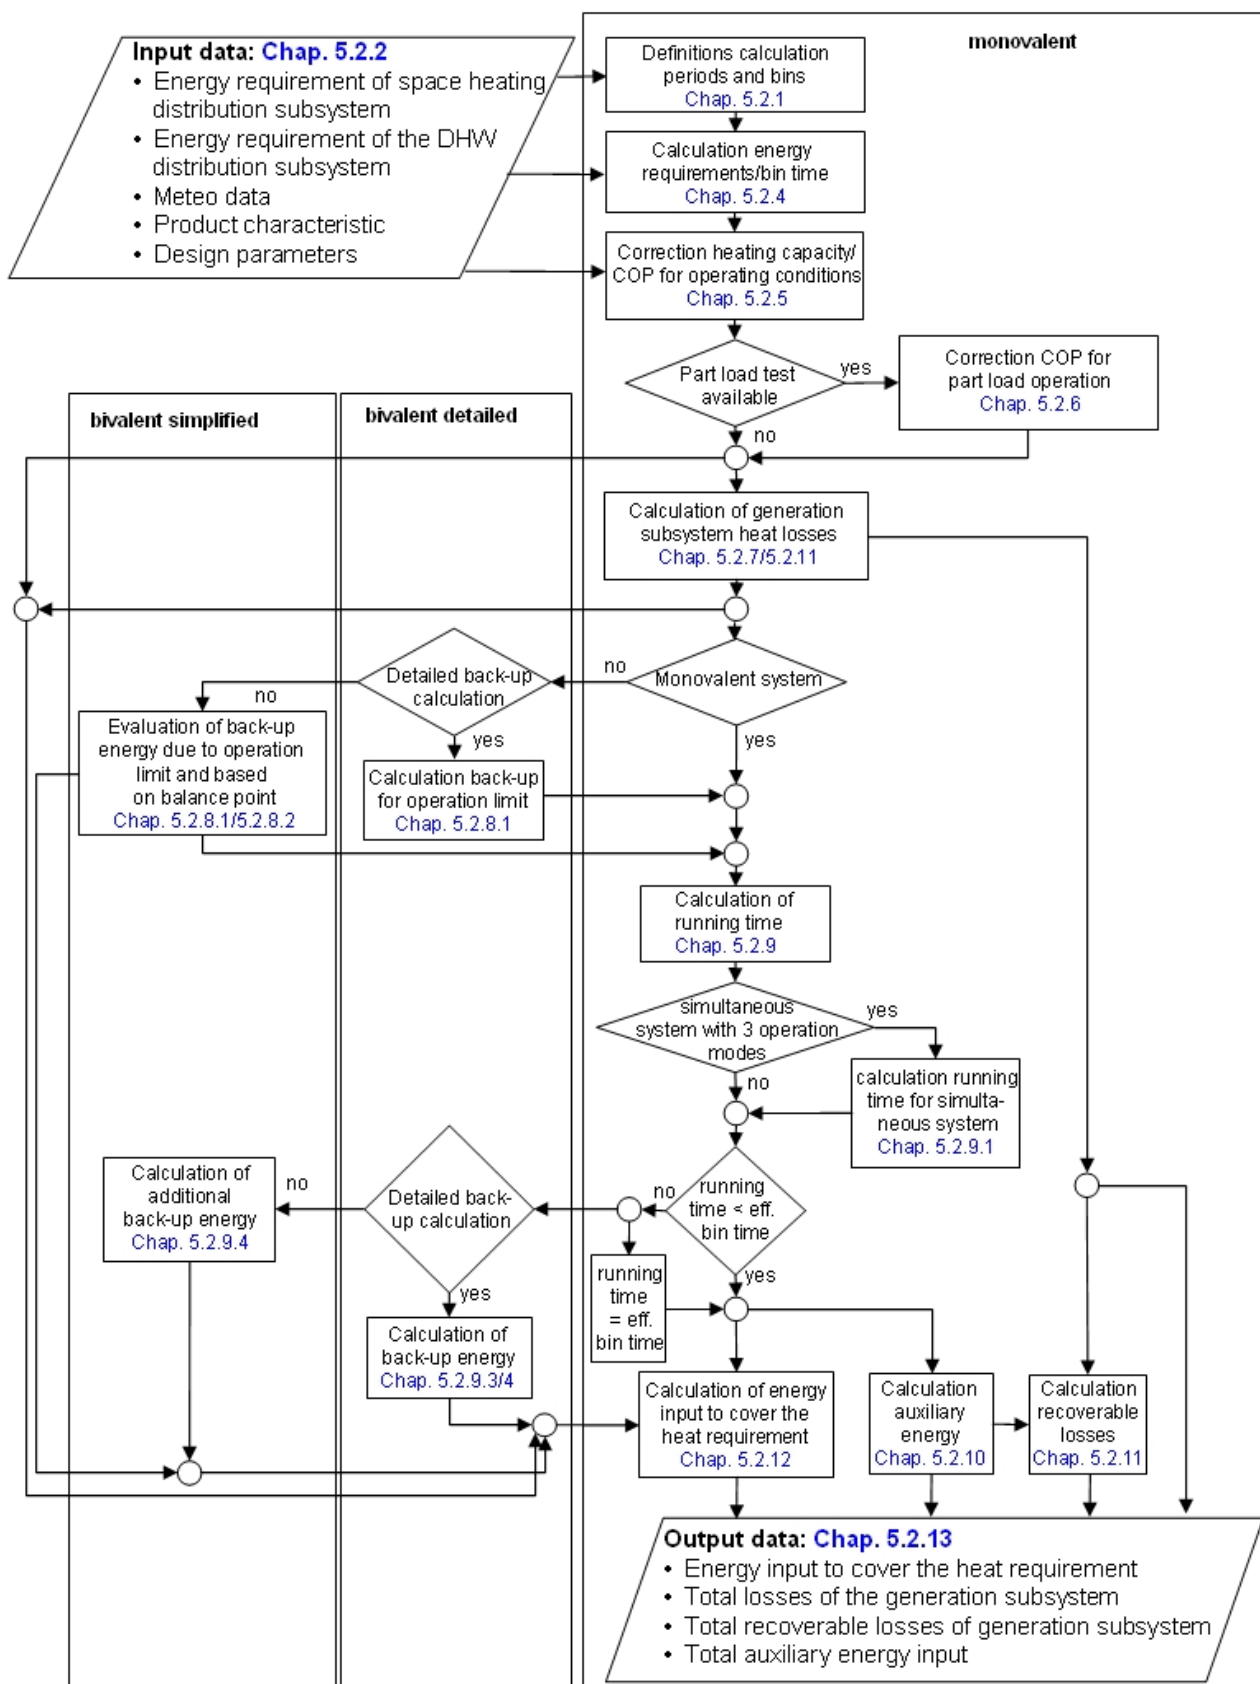 monovalent
Input data: Chap. 5.2.2
• Energy requirement of space heating
distribution subsystem
• Energy requirement of the DHW
distribution subsystem
• Meteo data
• Product characteristic
• Design parameters
Definitions calculation
periods and bins
Chap. 5.2.1
Calculation energy
requirements/bin time
Chap. 5.2.4
Correction heating capacity/
COP for operating conditions
Chap. 5.2.5
Part load test
available
yes
Correction COP for
part load operation
Chap. 5.2.6
no
bivalent simplified
bivalent detailed
Calculation of generation
subsystem heat losses
Chap. 5.2.7/5.2.11
Monovalent system
no
Detailed back-up
calculation
no
yes
yes
Evaluation of back-up
energy due to operation
limit and based
on balance point
Chap. 5.2.8.1/5.2.8.2
Calculation back-up
for operation limit
Chap. 5.2.8.1
Calculation of
running time
Chap. 5.2.9
simultaneous
system with 3 operation
modes
yes
no
calculation running
time for simulta-
neous system
Chap. 5.2.9.1
running
time < eff.
bin time
no
yes
Detailed back-
up calculation
no
yes
Calculation of
additional
back-up energy
Chap. 5.2.9.4
running
time
= eff.
bin time
Calculation of
back-up energy
Chap. 5.2.9.3/4
Calculation of energy
input to cover the
heat requirement
Chap. 5.2.12
Calculation
auxiliary
energy
Chap. 5.2.10
Calculation
recoverable
losses
Chap. 5.2.11
Output data: Chap. 5.2.13
• Energy input to cover the heat requirement
• Total losses of the generation subsystem
• Total recoverable losses of generation subsystem
• Total auxiliary energy input